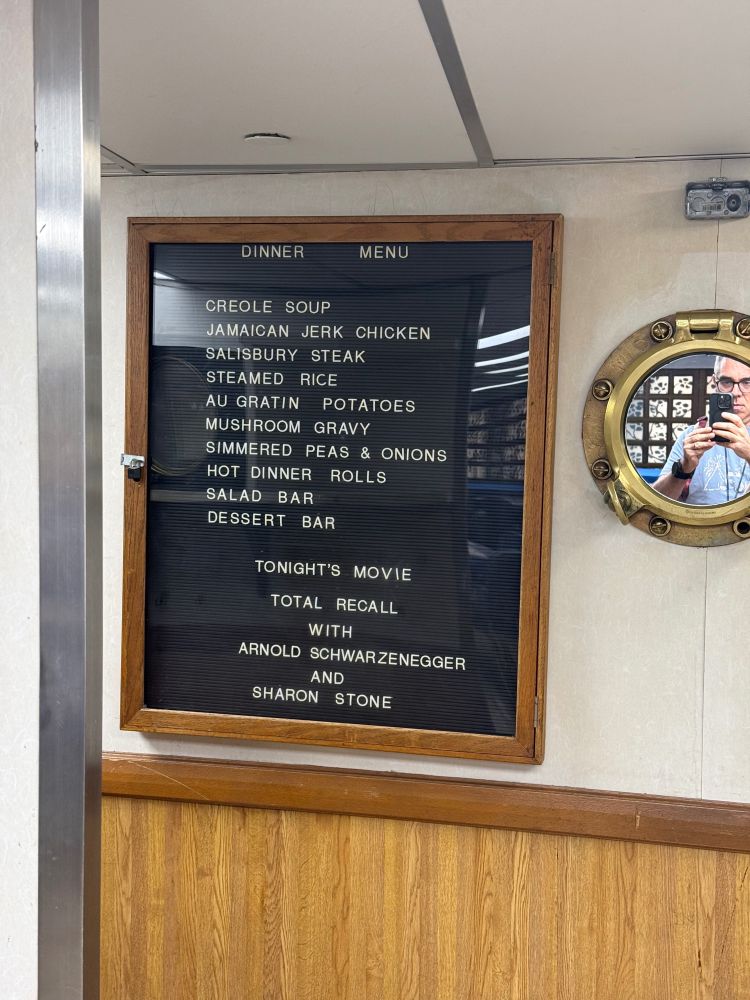 DINNER MENU
CREOLE SOUP
JAMAICAN JERK CHICKEN
SALISBURY STEAK
STEAMED RICE
AU GRATIN POTATOES
MUSHROOM GRAVY
SIMMERED PEAS & ONIONS
HOT DINNER ROLLS
SALAD BAR
DESSERT BAR
TONIGHT'S MOVIE
TOTAL RECALL
WITH
ARNOLD SCHWARZENEGGER
AND
SHARON STONE